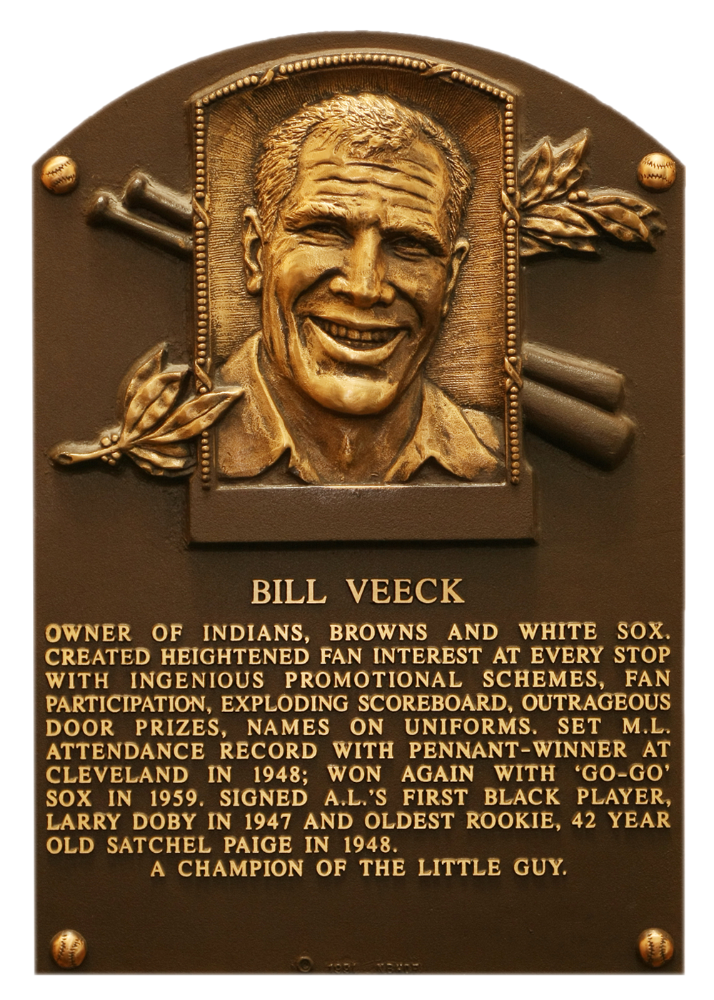 BILL VEECK
OWNER OF INDIANS, BROWNS AND WHITE SOX.
CREATED HEIGHTENED FAN INTEREST AT EVERY STOP
WITH INGENIOUS PROMOTIONAL SCHEMES, FAN
PARTICIPATION, EXPLODING SCOREBOARD, OUTRAGEOUS
DOOR PRIZES, NAMES ON UNIFORMS. SET M.L.
ATTENDANCE RECORD WITH PENNANT-WINNER AT
CLEVELAND IN 1948; WON AGAIN WITH ‘GO-GO’
SOX IN 1959. SIGNED A.L.’S FIRST BLACK PLAYER,
LARRY DOBY IN 1947 AND OLDEST ROOKIE, 42 YEAR
OLD SATCHEL PAIGE IN 1948.
A CHAMPION OF THE LITTLE GUY.